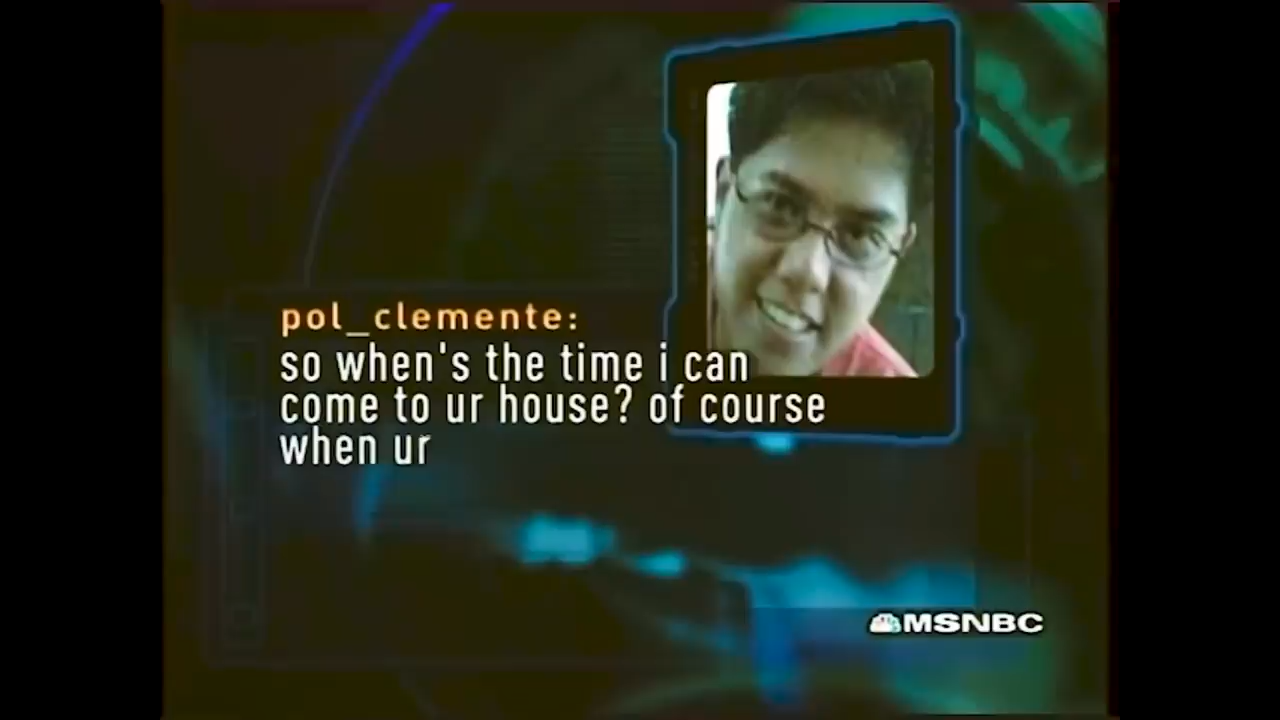 pol_clemente:
so when's the time i can
come to ur house? of course
when ur
MSNBC